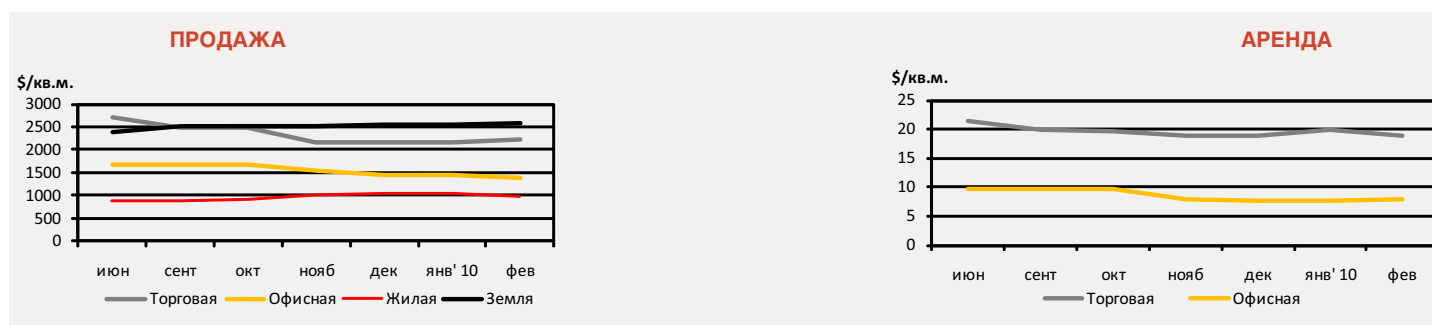 ПРОДАЖА
$/кв.м.
3000
2500
2000
1500
1000
500
0
июн сент окт нояб дек янв' 10 фев
Торговая Офисная Жилая Земля
АРЕНДА
$/кв.м.
25
20
15
10
5
0
июн сент окт нояб дек янв' 10 фев
Торговая Офисная